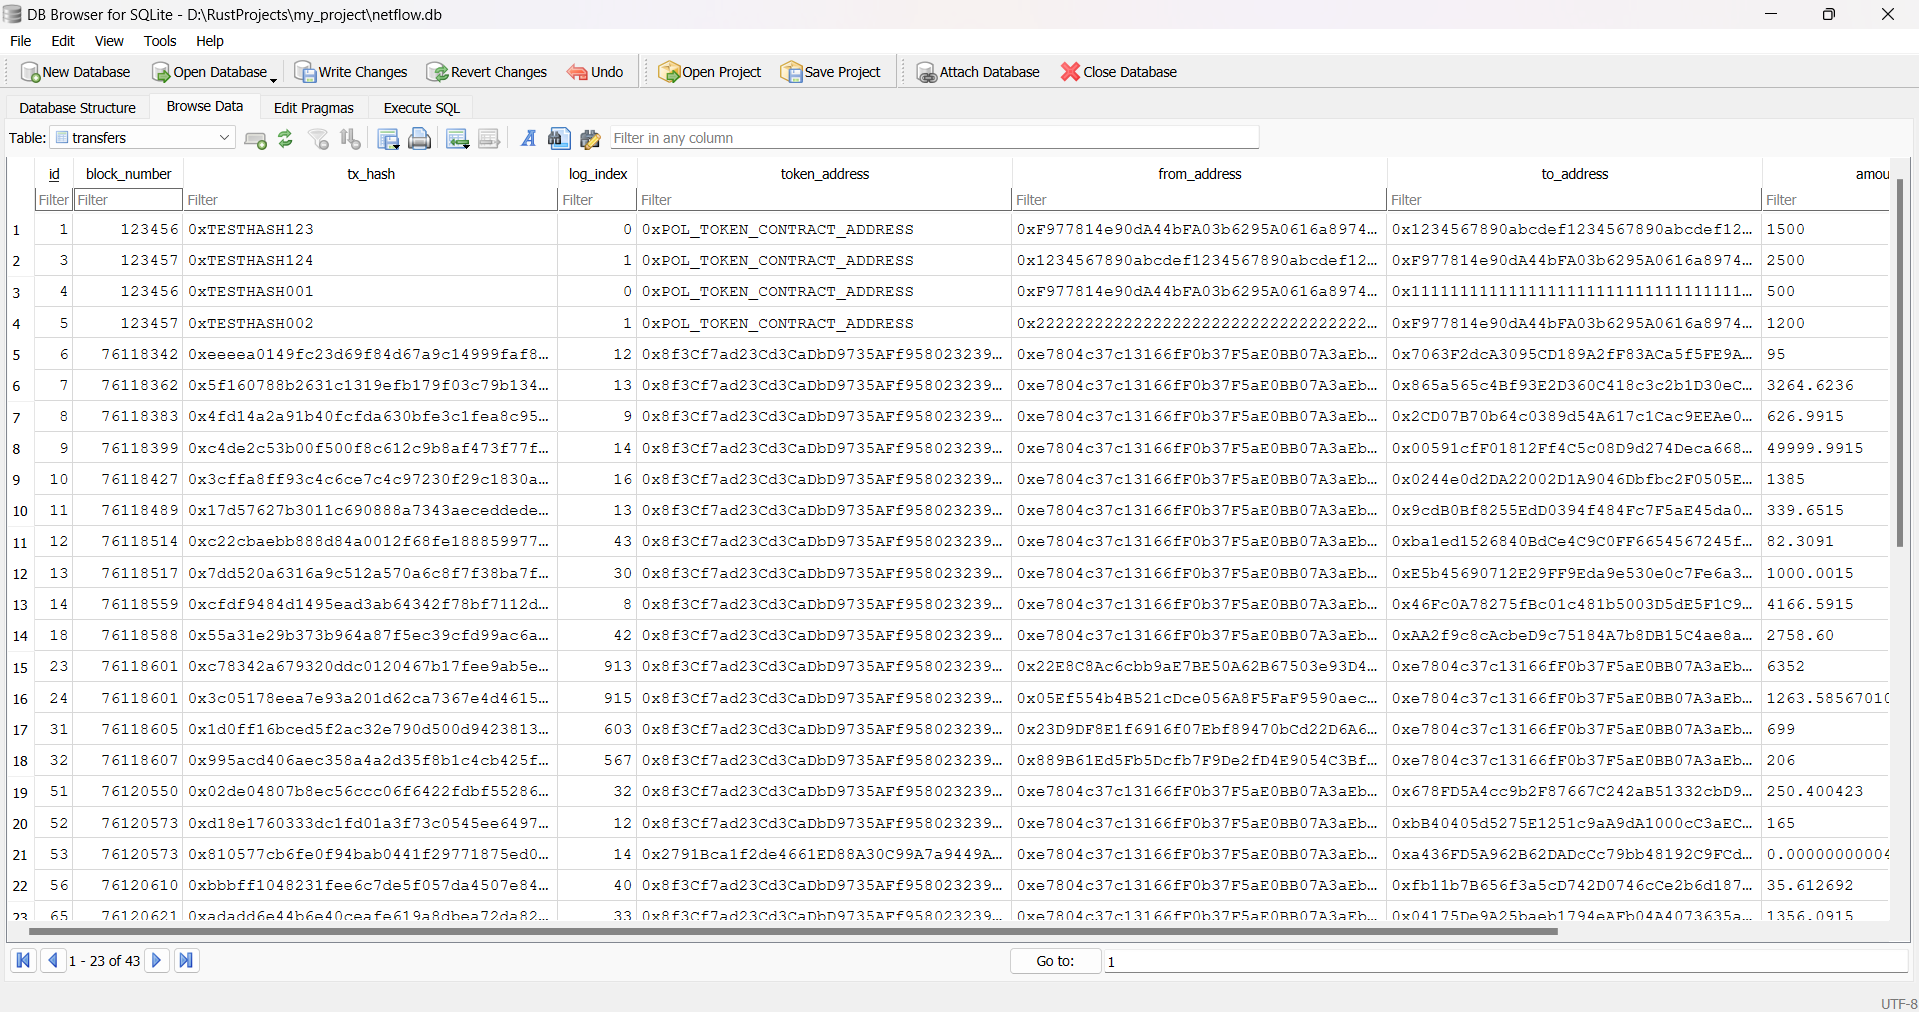 DB Browser for SQLite - D:\RustProjects\my_project\netflow.db
File Edit View Tools Help
New Database Open Database Write Changes Revert Changes Undo Open Project Save Project Attach Database Close Database
Database Structure Browse Data Edit Pragmas Execute SQL
Table: transfers Filter in any column
id block_number tx_hash log_index token_address from_address to_address amou
Filter Filter Filter Filter Filter Filter Filter Filter
1 1 123456 0xTESTHASH123 0 0xPOL_TOKEN_CONTRACT_ADDRESS 0xF977814e90dA44bFA03b6295A0616a8974… 0x1234567890abcdef1234567890abcdef12… 1500
2 3 123457 0xTESTHASH124 1 0xPOL_TOKEN_CONTRACT_ADDRESS 0x1234567890abcdef1234567890abcdef12… 0xF977814e90dA44bFA03b6295A0616a8974… 2500
3 4 123456 0xTESTHASH001 0 0xPOL_TOKEN_CONTRACT_ADDRESS 0xF977814e90dA44bFA03b6295A0616a8974… 0x1111111111111111111111111111111111… 500
4 5 123457 0xTESTHASH002 1 0xPOL_TOKEN_CONTRACT_ADDRESS 0x2222222222222222222222222222222222… 0xF977814e90dA44bFA03b6295A0616a8974… 1200
5 6 76118342 0xeeeea0149fc23d69f84d67a9c14999faf8… 12 0x8f3Cf7ad23Cd3CaDbD9735AFf958023239… 0xe7804c37c13166fF0b37F5aE0BB07A3aEb… 0x7063F2dcA3095CD189A2fF83ACa5f5FE9A… 95
6 7 76118362 0x5f160788b2631c1319efb179f03c79b134… 13 0x8f3Cf7ad23Cd3CaDbD9735AFf958023239… 0xe7804c37c13166fF0b37F5aE0BB07A3aEb… 0x865a565c4Bf93E2D360C418c3c2b1D30eC… 3264.6236
7 8 76118383 0x4fd14a2a91b40fcfda630bfe3c1fea8c95… 9 0x8f3Cf7ad23Cd3CaDbD9735AFf958023239… 0xe7804c37c13166fF0b37F5aE0BB07A3aEb… 0x2CD07B70b64c0389d54A617c1Cac9EEAe0… 626.9915
8 9 76118399 0xc4de2c53b00f500f8c612c9b8af473f77f… 14 0x8f3Cf7ad23Cd3CaDbD9735AFf958023239… 0xe7804c37c13166fF0b37F5aE0BB07A3aEb… 0x00591cfF01812Ff4C5c08D9d274Deca668… 49999.9915
9 10 76118427 0x3cffa8ff93c4c6ce7c4c97230f29c1830a… 16 0x8f3Cf7ad23Cd3CaDbD9735AFf958023239… 0xe7804c37c13166fF0b37F5aE0BB07A3aEb… 0x0244e0d2DA22002D1A9046Dbfbc2F0505E… 1385
10 11 76118489 0x17d57627b3011c690888a7343aeceddede… 13 0x8f3Cf7ad23Cd3CaDbD9735AFf958023239… 0xe7804c37c13166fF0b37F5aE0BB07A3aEb… 0x9cdB0Bf8255EdD0394f484Fc7F5aE45da0… 339.6515
11 12 76118514 0xc22cbaebb888d84a0012f68fe188859977… 43 0x8f3Cf7ad23Cd3CaDbD9735AFf958023239… 0xe7804c37c13166fF0b37F5aE0BB07A3aEb… 0xba1ed1526840BdCe4C9C0FF6654567245f… 82.3091
12 13 76118517 0x7dd520a6316a9c512a570a6c8f7f38ba7f… 30 0x8f3Cf7ad23Cd3CaDbD9735AFf958023239… 0xe7804c37c13166fF0b37F5aE0BB07A3aEb… 0xE5b45690712E29FF9Eda9e530e0c7Fe6a3… 1000.0015
13 14 76118559 0xcfdf9484d1495ead3ab64342f78bf7112d… 8 0x8f3Cf7ad23Cd3CaDbD9735AFf958023239… 0xe7804c37c13166fF0b37F5aE0BB07A3aEb… 0x46Fc0A78275fBc01c481b5003D5dE5F1C9… 4166.5915
14 18 76118588 0x55a31e29b373b964a87f5ec39cfd99ac6a… 42 0x8f3Cf7ad23Cd3CaDbD9735AFf958023239… 0xe7804c37c13166fF0b37F5aE0BB07A3aEb… 0xAA2f9c8cAcbeD9c75184A7b8DB15C4ae8a… 2758.60
15 23 76118601 0xc78342a679320ddc0120467b17fee9ab5e… 913 0x8f3Cf7ad23Cd3CaDbD9735AFf958023239… 0x22E8C8Ac6cbb9aE7BE50A62B67503e93D4… 0xe7804c37c13166fF0b37F5aE0BB07A3aEb… 6352
16 24 76118601 0x3c05178eea7e93a201d62ca7367e4d4615… 915 0x8f3Cf7ad23Cd3CaDbD9735AFf958023239… 0x05Ef554b4B521cDce056A8F5FaF9590aec… 0xe7804c37c13166fF0b37F5aE0BB07A3aEb… 1263.58567010
17 31 76118605 0x1d0ff16bced5f2ac32e790d500d9423813… 603 0x8f3Cf7ad23Cd3CaDbD9735AFf958023239… 0x23D9DF8E1f6916f07Ebf89470bCd22D6A6… 0xe7804c37c13166fF0b37F5aE0BB07A3aEb… 699
18 32 76118607 0x995acd406aec358a4a2d35f8b1c4cb425f… 567 0x8f3Cf7ad23Cd3CaDbD9735AFf958023239… 0x889B61Ed5Fb5Dcfb7F9De2fD4E9054C3Bf… 0xe7804c37c13166fF0b37F5aE0BB07A3aEb… 206
19 51 76120550 0x02de04807b8ec56ccc06f6422fdbf55286… 32 0x8f3Cf7ad23Cd3CaDbD9735AFf958023239… 0xe7804c37c13166fF0b37F5aE0BB07A3aEb… 0x678FD5A4cc9b2F87667C242aB51332cbD9… 250.400423
20 52 76120573 0xd18e1760333dc1fd01a3f73c0545ee6497… 12 0x8f3Cf7ad23Cd3CaDbD9735AFf958023239… 0xe7804c37c13166fF0b37F5aE0BB07A3aEb… 0xbB40405d5275E1251c9aA9dA1000cC3aEC… 165
21 53 76120573 0x810577cb6fe0f94bab0441f29771875ed0… 14 0x2791Bca1f2de4661ED88A30C99A7a9449A… 0xe7804c37c13166fF0b37F5aE0BB07A3aEb… 0xa436FD5A962B62DADcCc79bb48192C9FCd… 0.00000000004
22 56 76120610 0xbbbff1048231fee6c7de5f057da4507e84… 40 0x8f3Cf7ad23Cd3CaDbD9735AFf958023239… 0xe7804c37c13166fF0b37F5aE0BB07A3aEb… 0xfb11b7B656f3a5cD742D0746cCe2b6d187… 35.612692
23 65 76120621 0xadadd6e44b6e40ceafe619a8dbea72da82… 33 0x8f3Cf7ad23Cd3CaDbD9735AFf958023239… 0xe7804c37c13166fF0b37F5aE0BB07A3aEb… 0x04175De9A25baeb1794eAFb04A4073635a… 1356.0915
1 - 23 of 43 Go to: 1
UTF-8